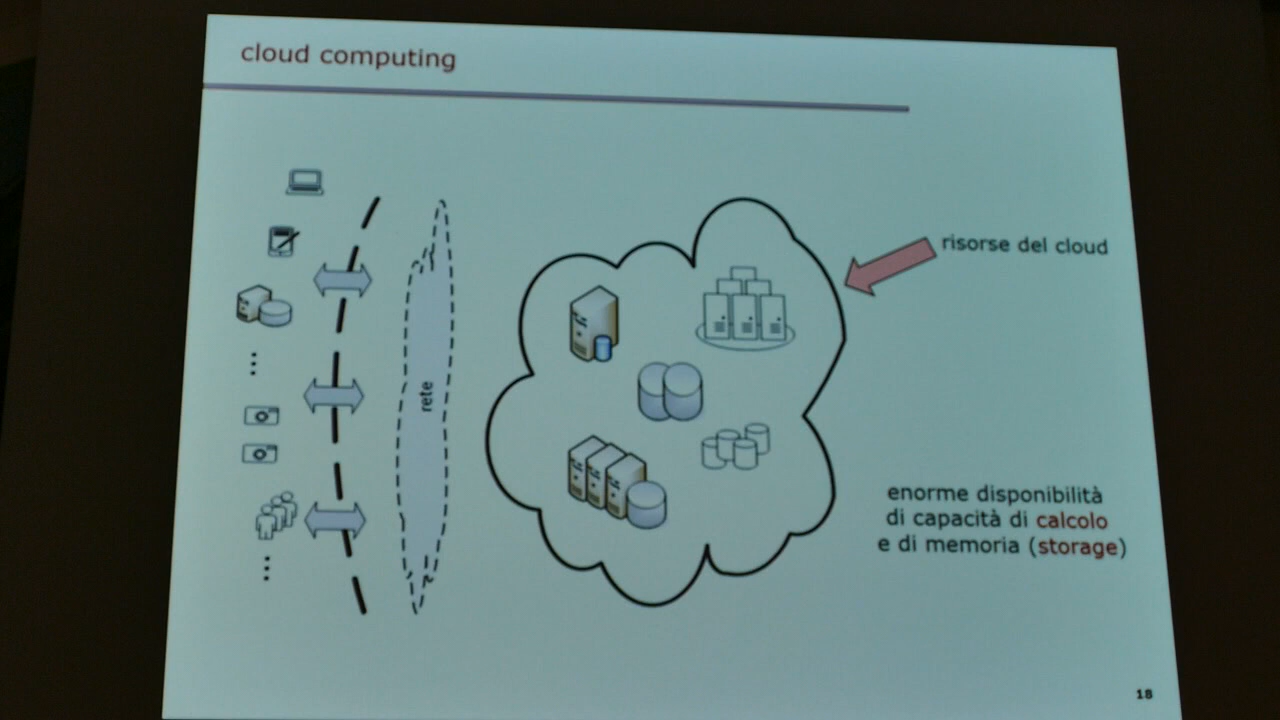 cloud computing
risorse del cloud
rete
enorme disponibilità
di capacità di calcolo
e di memoria (storage)
18